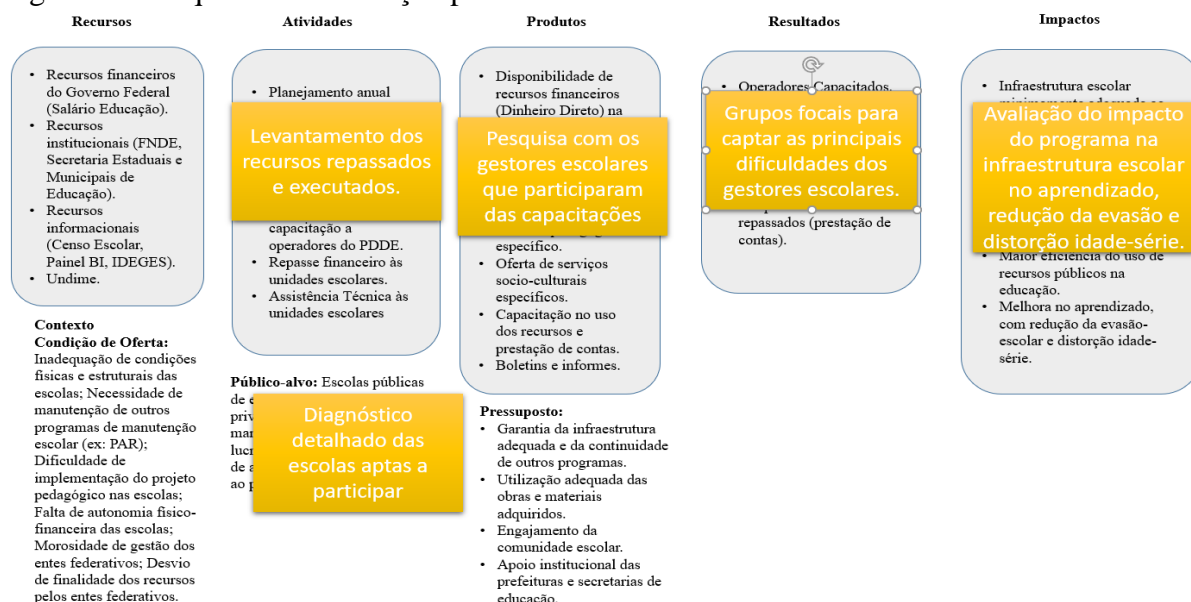 Recursos
Atividades
Produtos
Resultados
Impactos
• Recursos financeiros
do Governo Federal
(Salário Educação).
• Recursos
institucionais (FNDE,
Secretaria Estaduais e
Municipais de
Educação).
• Recursos
informacionais
(Censo Escolar,
Painel BI, IDEGES).
• Undime.
Contexto
Condição de Oferta:
Inadequação de condições
físicas e estruturais das
escolas; Necessidade de
manutenção de outros
programas de manutenção
escolar (ex: PAR);
Dificuldade de
implementação do projeto
pedagógico nas escolas;
Falta de autonomia físico-
financeira das escolas;
Morosidade de gestão dos
entes federativos; Desvio
de finalidade dos recursos
pelos entes federativos.
• Planejamento anual
Levantamento dos
recursos repassados
e executados.
capacitação a
operadores do PDDE.
• Repasse financeiro às
unidades escolares.
• Assistência Técnica às
unidades escolares
Público-alvo: Escolas públicas
de
Diagnóstico
detalhado das
escolas aptas a
participar
• Disponibilidade de
recursos financeiros
(Dinheiro Direto) na
Pesquisa com os
gestores escolares
que participaram
das capacitações
específico.
• Oferta de serviços
socio-culturais
específicos.
• Capacitação no uso
dos recursos e
prestação de contas.
• Boletins e informes.
Pressuposto:
• Garantia da infraestrutura
adequada e da continuidade
de outros programas.
• Utilização adequada das
obras e materiais
adquiridos.
• Engajamento da
comunidade escolar.
• Apoio institucional das
prefeituras e secretarias de
educação.
• Operadores Capacitados.
Grupos focais para
captar as principais
dificuldades dos
gestores escolares.
repassados (prestação de
contas).
• Infraestrutura escolar
Avaliação do impacto
do programa na
infraestrutura escolar
no aprendizado,
redução da evasão e
distorção idade-série.
• Maior eficiência do uso de
recursos públicos na
educação.
• Melhora no aprendizado,
com redução da evasão-
escolar e distorção idade-
série.